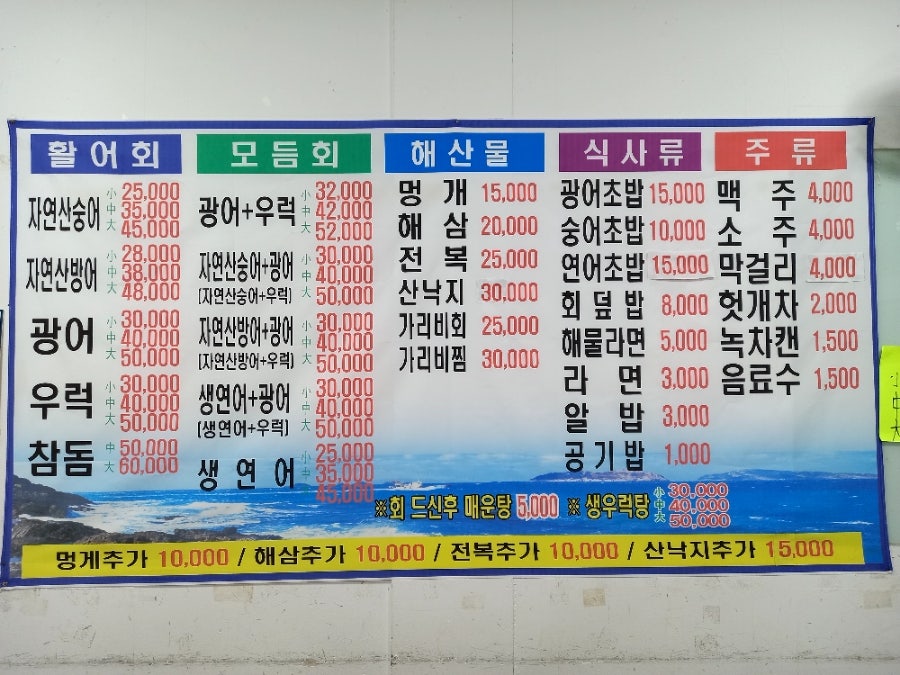 활어회
자연산숭어 小 25,000
中 35,000
大 45,000
자연산방어 小 28,000
中 38,000
大 48,000
광어 小 30,000
中 40,000
大 50,000
우럭 小 30,000
中 40,000
大 50,000
참돔 中 50,000
大 60,000
모듬회
광어+우럭 小 32,000
中 42,000
大 52,000
자연산숭어+광어 小 30,000
(자연산숭어+우럭) 中 40,000
大 50,000
자연산방어+광어 小 30,000
(자연산방어+우럭) 中 40,000
大 50,000
생연어+광어 小 30,000
(생연어+우럭) 中 40,000
大 50,000
생연어 小 25,000
中 35,000
45,000
해산물
멍개 15,000
해삼 20,000
전복 25,000
산낙지 30,000
가리비회 25,000
가리비찜 30,000
식사류
광어초밥 15,000
숭어초밥 10,000
연어초밥 15,000
회덮밥 8,000
해물라면 5,000
라면 3,000
알밥 3,000
공기밥 1,000
주류
맥주 4,000
소주 4,000
막걸리 4,000
헛개차 2,000
녹차캔 1,500
음료수 1,500
※회 드신후 매운탕 5,000 ※ 생우럭탕 小 30,000
中 40,000
大 50,000
멍게추가 10,000 / 해삼추가 10,000 / 전복추가 10,000 / 산낙지추가 15,000
小
中
大